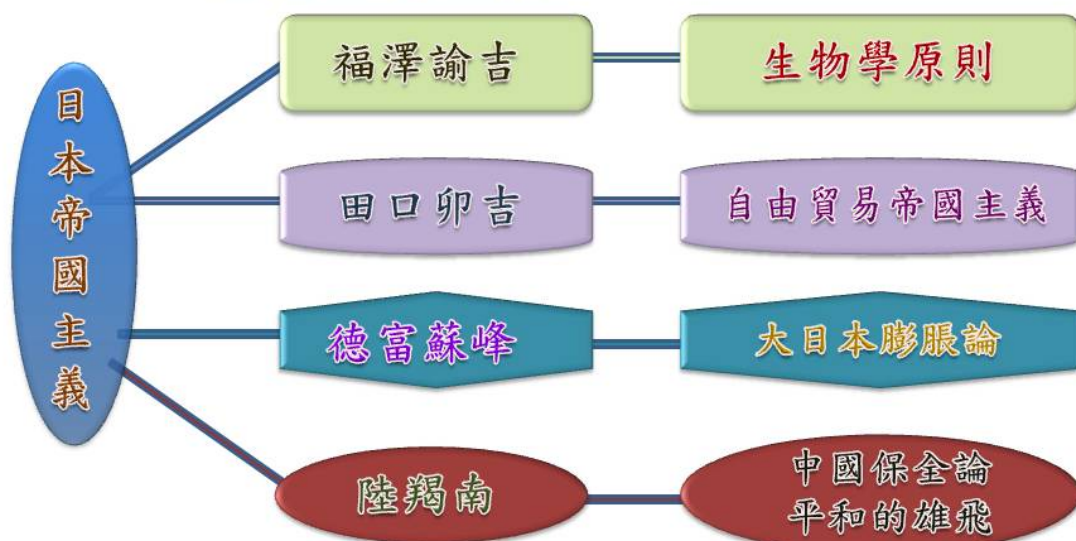 日本帝國主義
福澤諭吉
生物學原則
田口卯吉
自由貿易帝國主義
德富蘇峰
大日本膨脹論
陸羯南
中國保全論
平和的雄飛